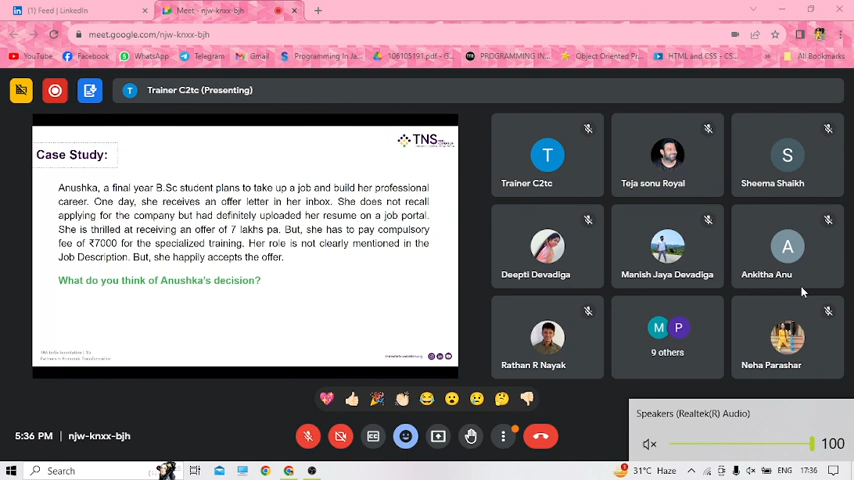 (1) Feed | LinkedIn
Meet - njw-knxx-bjh
meet.google.com/njw-knxx-bjh
YouTube
Facebook
WhatsApp
Telegram
Gmail
Programming In Ja...
106105191.pdf - G...
PROGRAMMING IN...
Object Oriented Pr...
HTML and CSS - CS...
All Bookmarks
Trainer C2tc (Presenting)
TNS
Case Study:
Anushka, a final year B.Sc student plans to take up a job and build her professional
career. One day, she receives an offer letter in her inbox. She does not recall
applying for the company but had definitely uploaded her resume on a job portal.
She is thrilled at receiving an offer of 7 lakhs pa. But, she has to pay compulsory
fee of ₹7000 for the specialized training. Her role is not clearly mentioned in the
Job Description. But, she happily accepts the offer.
What do you think of Anushka's decision?
T
Trainer C2tc
Teja sonu Royal
S
Sheema Shaikh
Deepti Devadiga
Manish Jaya Devadiga
A
Ankitha Anu
Rathan R Nayak
M P
9 others
Neha Parashar
Speakers (Realtek(R) Audio)
100
5:36 PM | njw-knxx-bjh
Search
31°C Haze
ENG
17:36